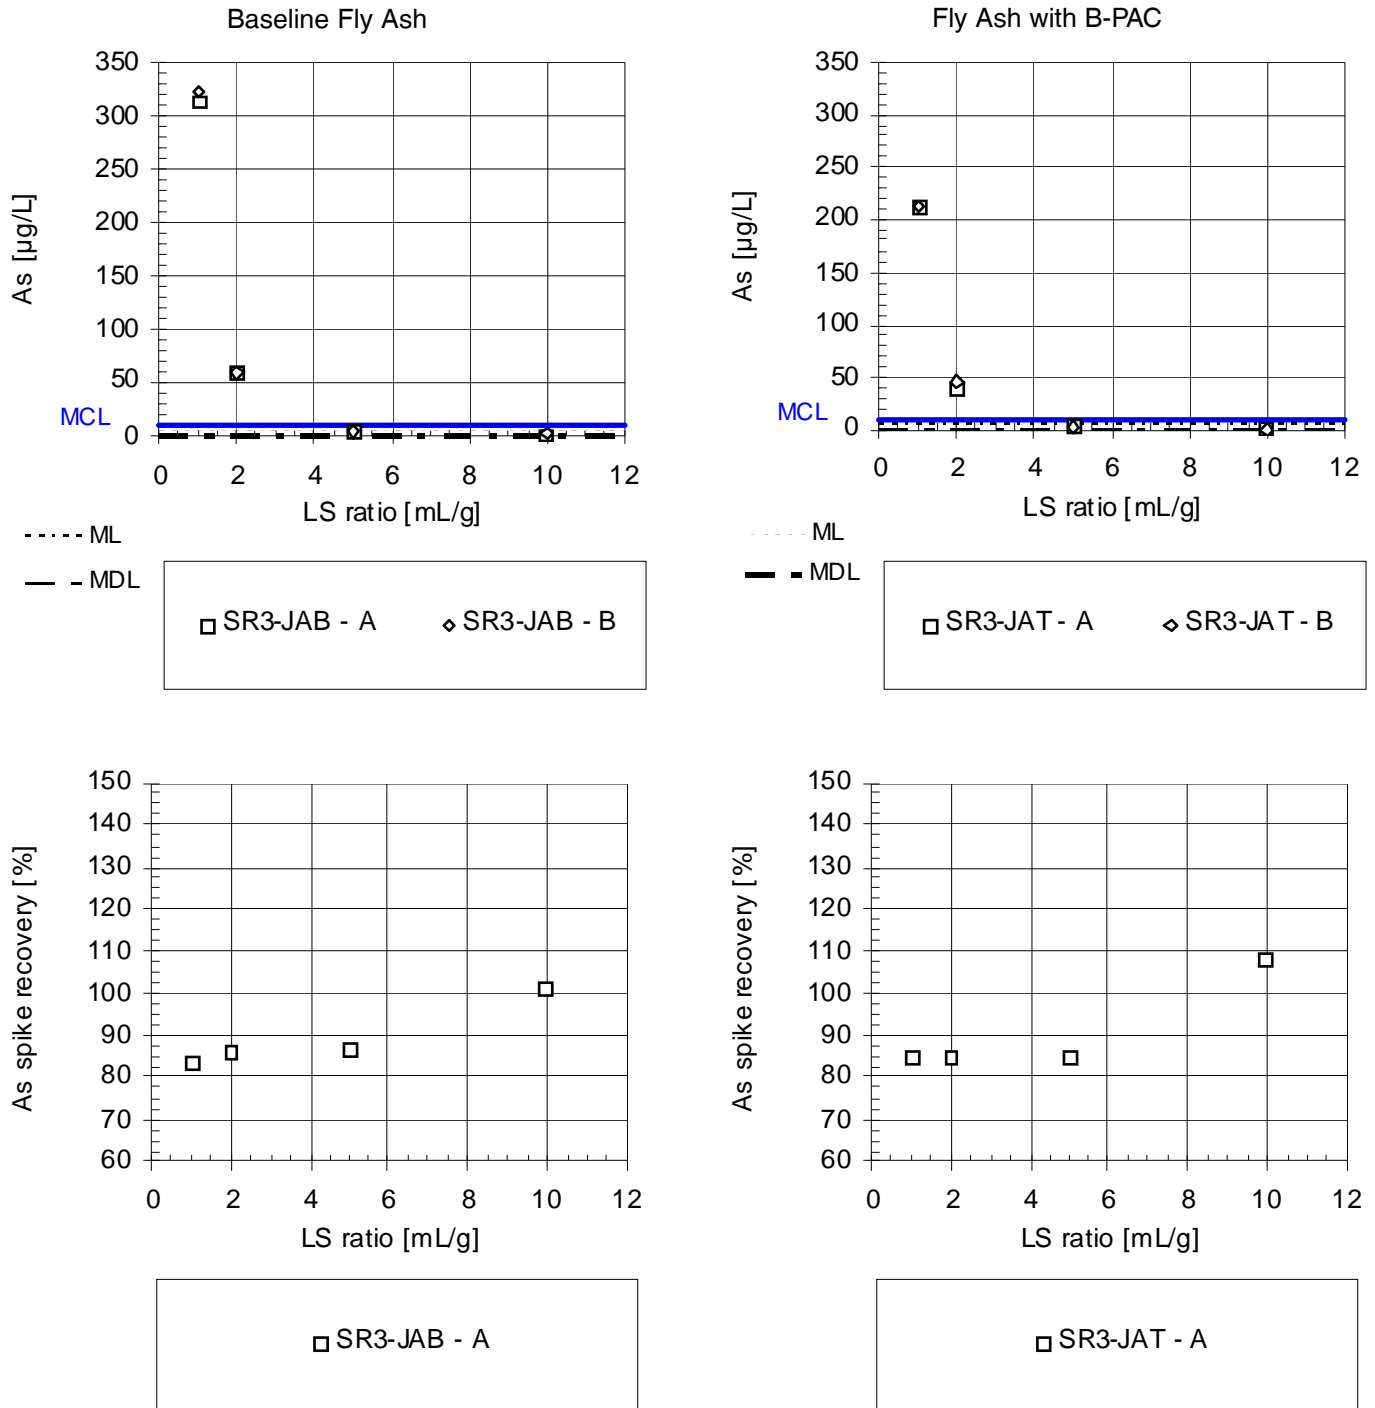 Baseline Fly Ash
350
300
250
200
150
100
50
0
As [µg/L]
MCL
0 2 4 6 8 10 12
LS ratio [mL/g]
ML
MDL
SR3-JAB - A SR3-JAB - B
Fly Ash with B-PAC
350
300
250
200
150
100
50
0
As [µg/L]
MCL
0 2 4 6 8 10 12
LS ratio [mL/g]
ML
MDL
SR3-JAT - A SR3-JAT - B
150
140
130
120
110
100
90
80
70
60
As spike recovery [%]
0 2 4 6 8 10 12
LS ratio [mL/g]
SR3-JAB - A
150
140
130
120
110
100
90
80
70
60
As spike recovery [%]
0 2 4 6 8 10 12
LS ratio [mL/g]
SR3-JAT - A